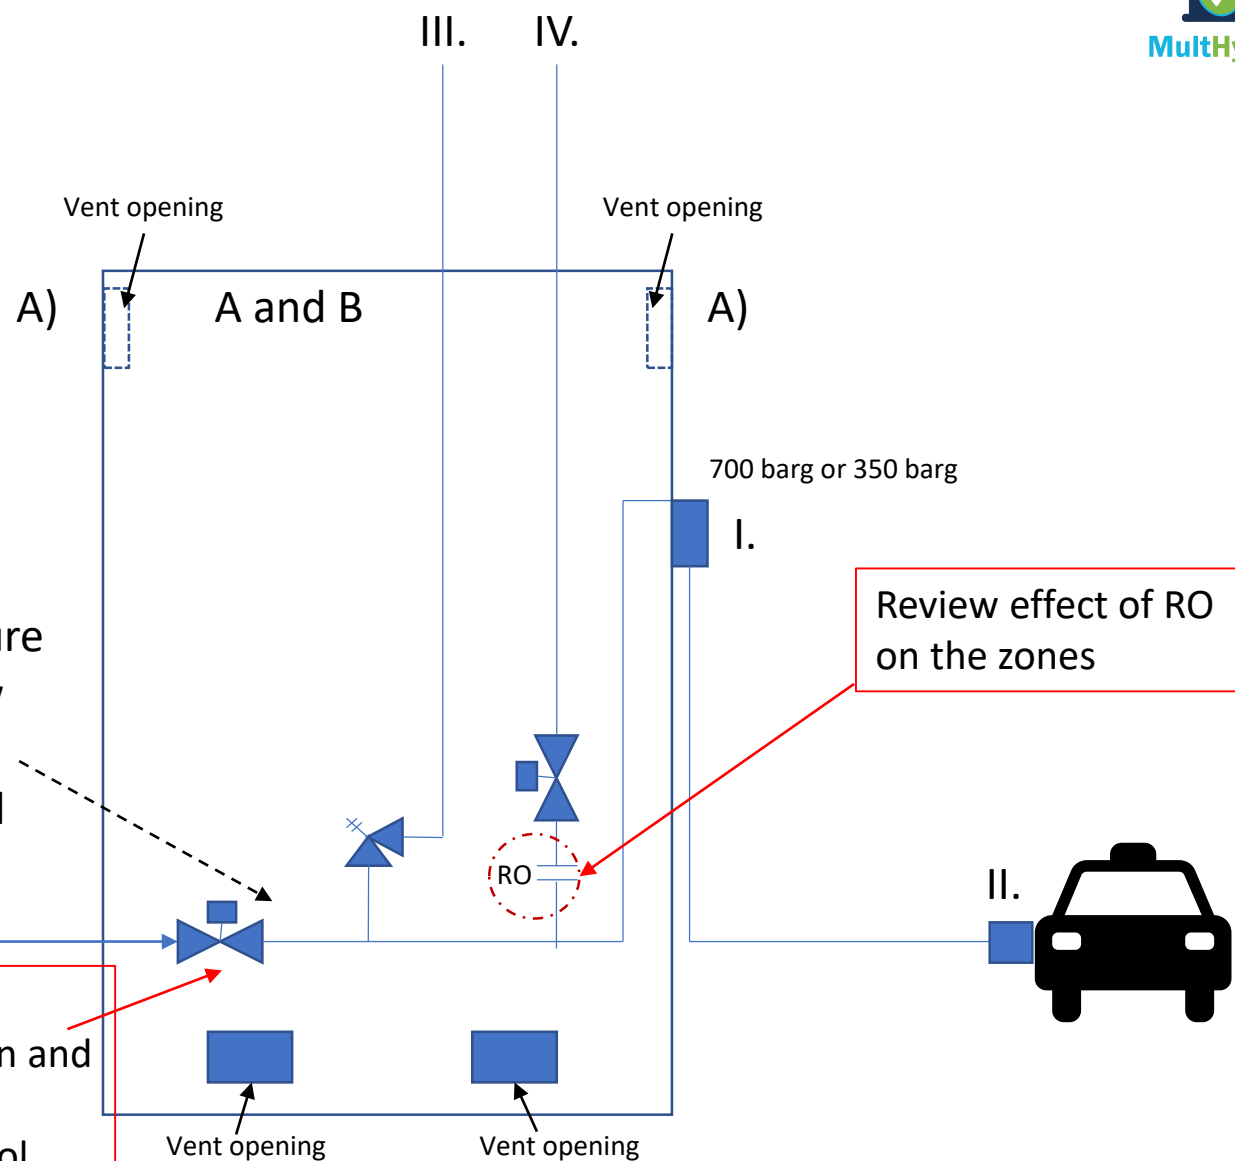 III.
IV.
MultHy
Vent opening
Vent opening
A)
A and B
A)
700 barg or 350 barg
I.
Review effect of RO
on the zones
RO
II.
n and
Vent opening
Vent opening